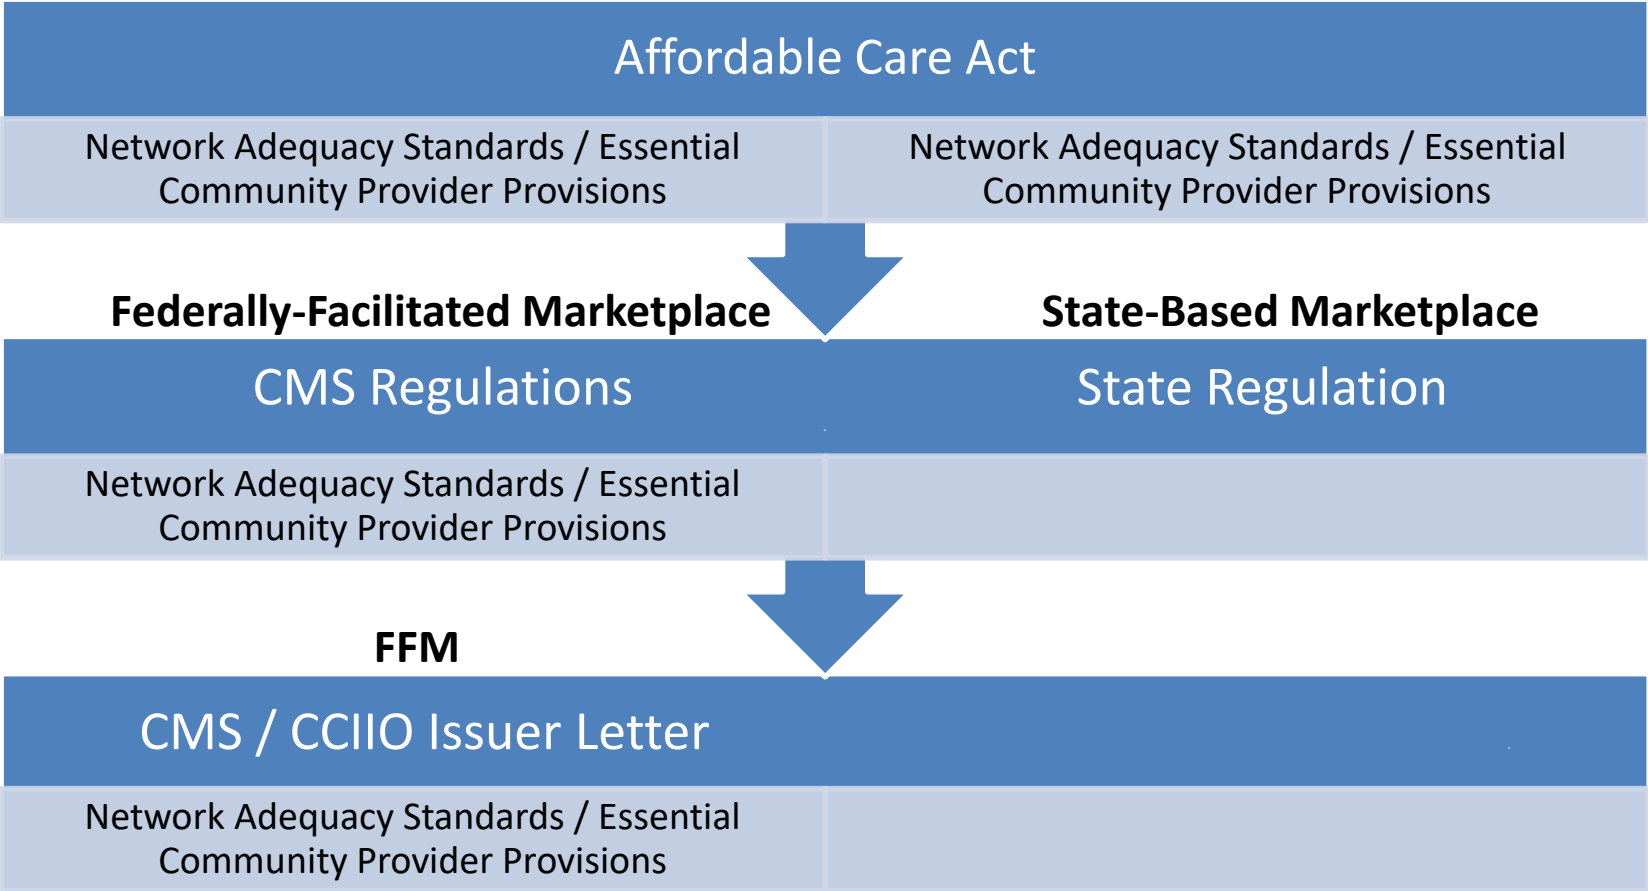 Affordable Care Act
Network Adequacy Standards / Essential
Community Provider Provisions
Network Adequacy Standards / Essential
Community Provider Provisions
Federally-Facilitated Marketplace
State-Based Marketplace
CMS Regulations
State Regulation
Network Adequacy Standards / Essential
Community Provider Provisions
FFM
CMS / CCIIO Issuer Letter
Network Adequacy Standards / Essential
Community Provider Provisions